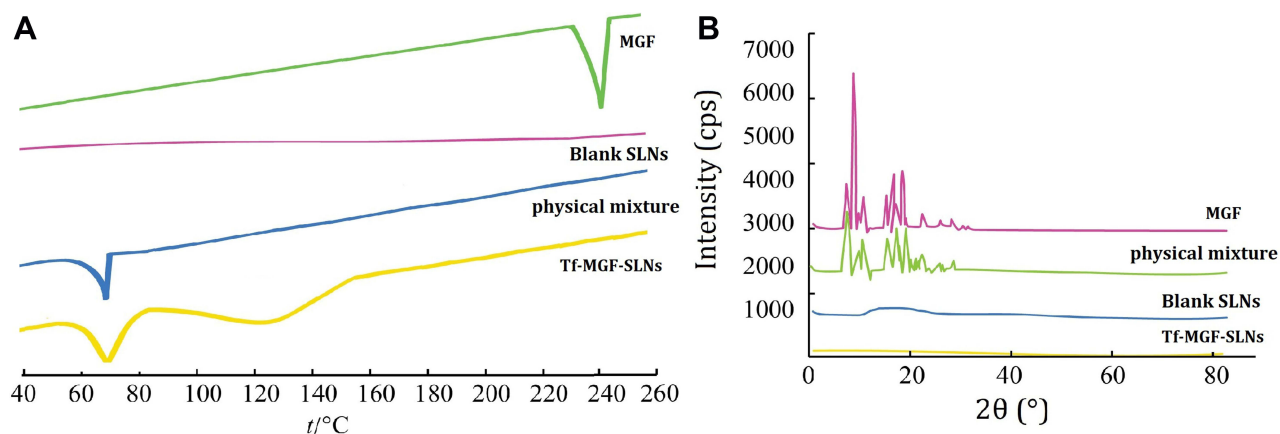 A
MGF
Blank SLNs
physical mixture
Tf-MGF-SLNs
40 60 80 100 120 140 160 180 200 220 240 260
t/°C
B
Intensity (cps)
7000
6000
5000
4000
3000
2000
1000
MGF
physical mixture
Blank SLNs
Tf-MGF-SLNs
0 20 40 60 80
2θ (°)